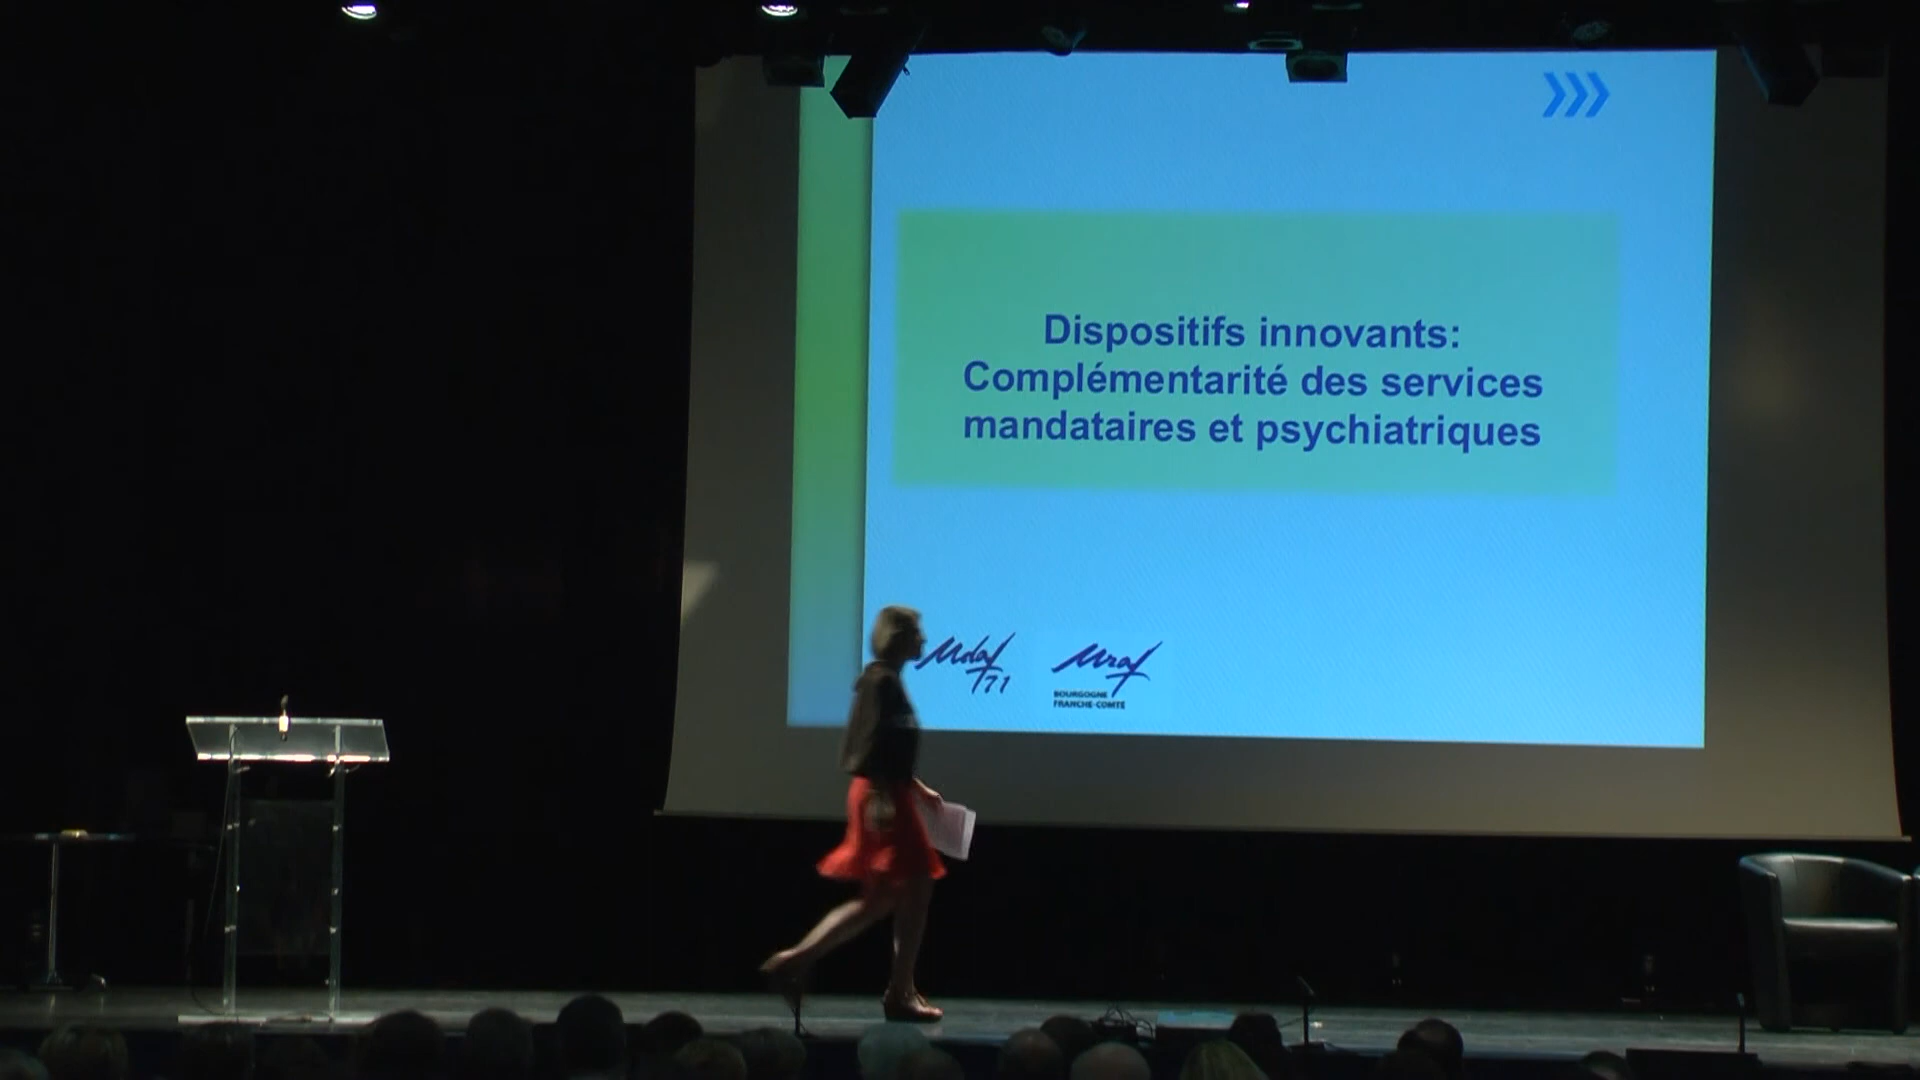 Dispositifs innovants:
Complémentarité des services
mandataires et psychiatriques
Udaf
71
Uraf
BOURGOGNE
FRANCHE-COMTÉ